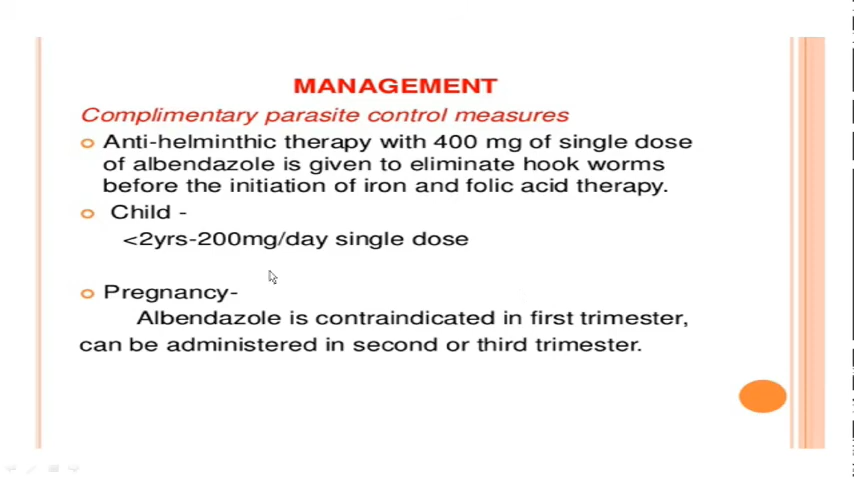 MANAGEMENT
Complimentary parasite control measures
Anti-helminthic therapy with 400 mg of single dose
of albendazole is given to eliminate hook worms
before the initiation of iron and folic acid therapy.
Child -
<2yrs-200mg/day single dose
Pregnancy-
Albendazole is contraindicated in first trimester,
can be administered in second or third trimester.